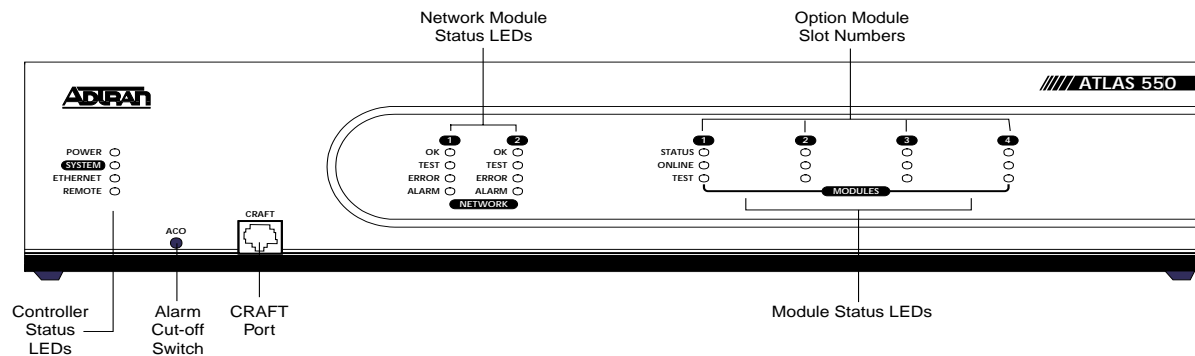 Network Module
Status LEDs
Option Module
Slot Numbers
ADTRAN
ATLAS 550
1 2
1 2 3 4
POWER
SYSTEM
ETHERNET
REMOTE
OK OK
TEST TEST
ERROR ERROR
ALARM ALARM
NETWORK
STATUS
ONLINE
TEST
MODULES
ACO
CRAFT
Controller
Status
LEDs
Alarm
Cut-off
Switch
CRAFT
Port
Module Status LEDs